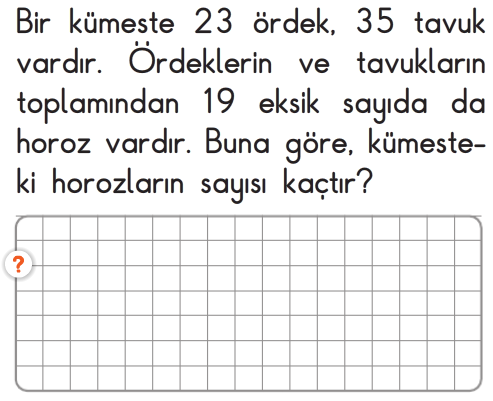 Bir kümeste 23 ördek, 35 tavuk
vardır. Ördeklerin ve tavukların
toplamından 19 eksik sayıda da
horoz vardır. Buna göre, kümeste-
ki horozların sayısı kaçtır?
?